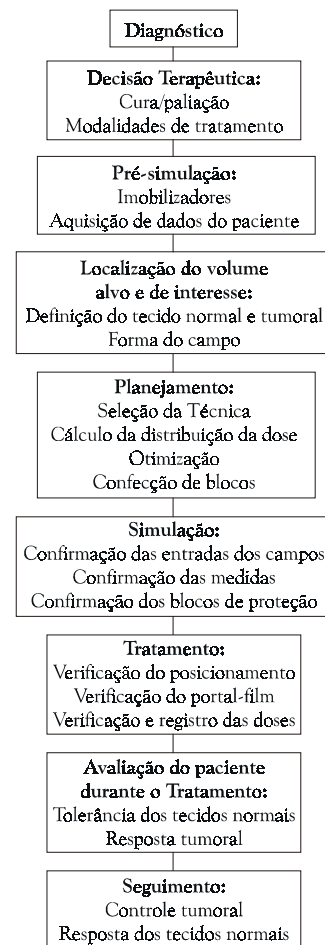 Diagnóstico
Decisão Terapêutica:
Cura/paliação
Modalidades de tratamento
Pré-simulação:
Imobilizadores
Aquisição de dados do paciente
Localização do volume
alvo e de interesse:
Definição do tecido normal e tumoral
Forma do campo
Planejamento:
Seleção da Técnica
Cálculo da distribuição da dose
Otimização
Confecção de blocos
Simulação:
Confirmação das entradas dos campos
Confirmação das medidas
Confirmação dos blocos de proteção
Tratamento:
Verificação do posicionamento
Verificação do portal-film
Verificação e registro das doses
Avaliação do paciente
durante o Tratamento:
Tolerância dos tecidos normais
Resposta tumoral
Seguimento:
Controle tumoral
Resposta dos tecidos normais